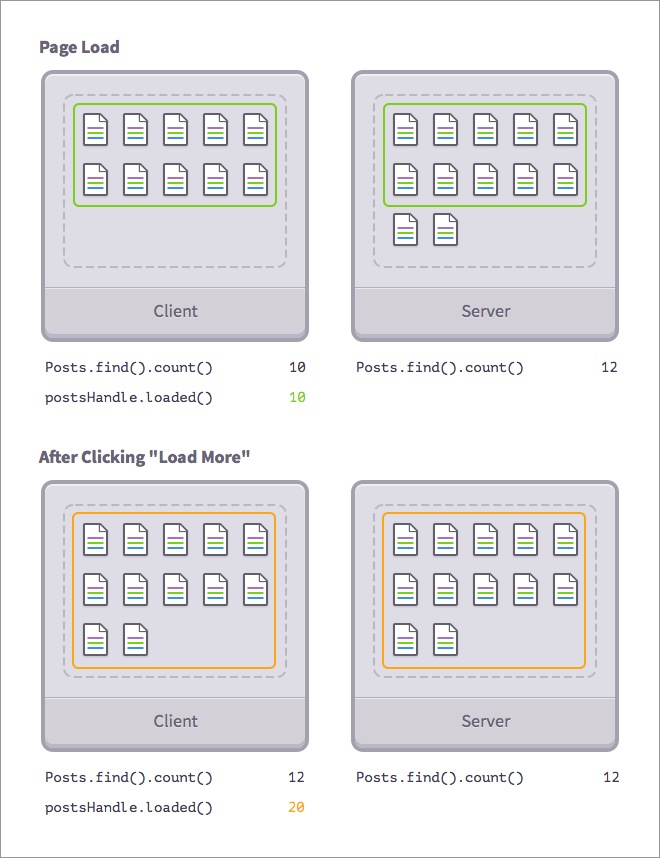 Page Load
Client Server
Posts.find().count() 10 Posts.find().count() 12
postsHandle.loaded() 10
After Clicking "Load More"
Client Server
Posts.find().count() 12 Posts.find().count() 12
postsHandle.loaded() 20